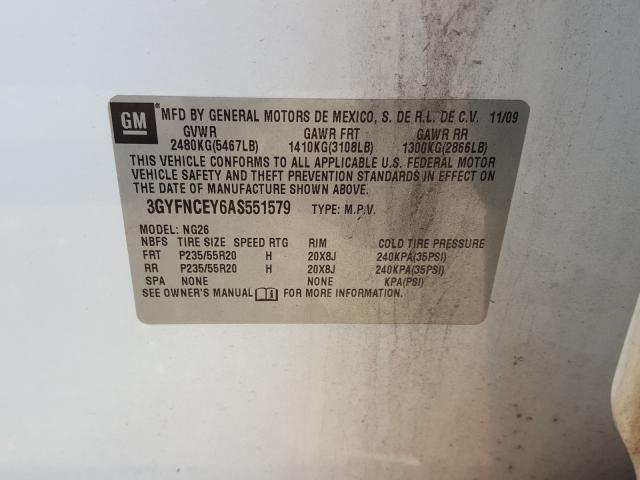 GM ® MFD BY GENERAL MOTORS DE MEXICO, S. DE R.L. DE C.V. 11/09
GVWR GAWR FRT GAWR RR
2480KG(5467LB) 1410KG(3108LB) 1300KG(2866LB)
THIS VEHICLE CONFORMS TO ALL APPLICABLE U.S. FEDERAL MOTOR
VEHICLE SAFETY AND THEFT PREVENTION STANDARDS IN EFFECT ON
THE DATE OF MANUFACTURE SHOWN ABOVE.
3GYFNCEY6AS551579 TYPE: M.P.V.
MODEL: NG26
NBFS TIRE SIZE SPEED RTG RIM COLD TIRE PRESSURE
FRT P235/55R20 H 20X8J 240KPA(35PSI)
RR P235/55R20 H 20X8J 240KPA(35PSI)
SPA NONE NONE KPA(PSI)
SEE OWNER'S MANUAL FOR MORE INFORMATION.